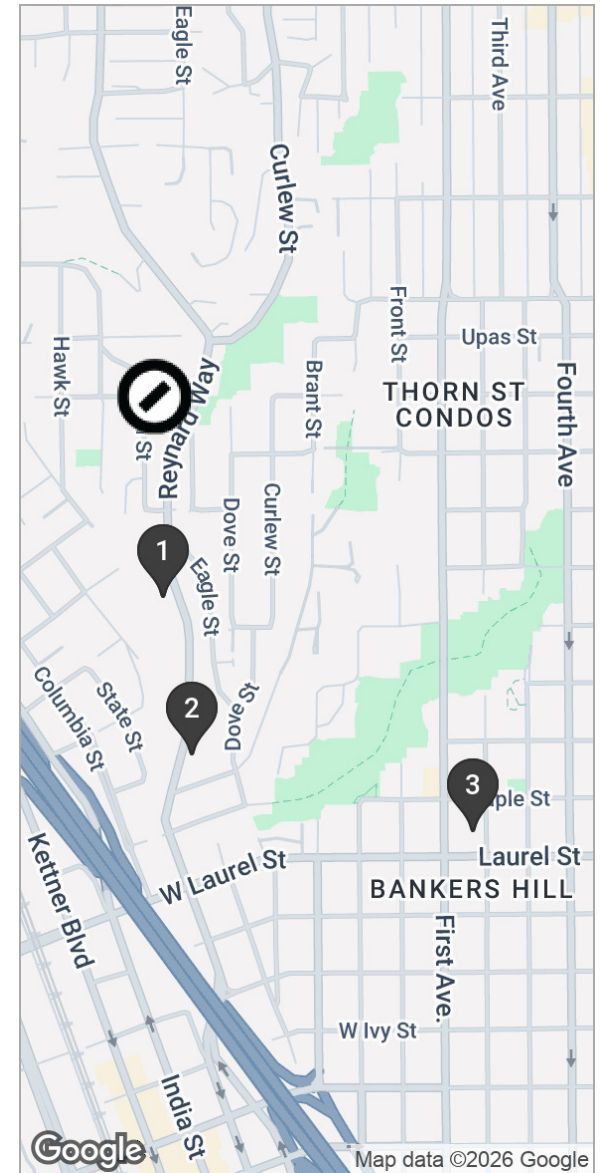 Eagle St
Third Ave
Curlew St
Front St
Upas St
Hawk St
Reynard Way
Brant St
THORN ST
CONDOS
Fourth Ave
St
Dove St
Curlew St
1
Eagle St
State St
Columbia St
2
Dove St
3
ple St
Laurel St
W Laurel St
BANKERS HILL
Kettner Blvd
First Ave.
W Ivy St
India St
Google
Map data ©2026 Google